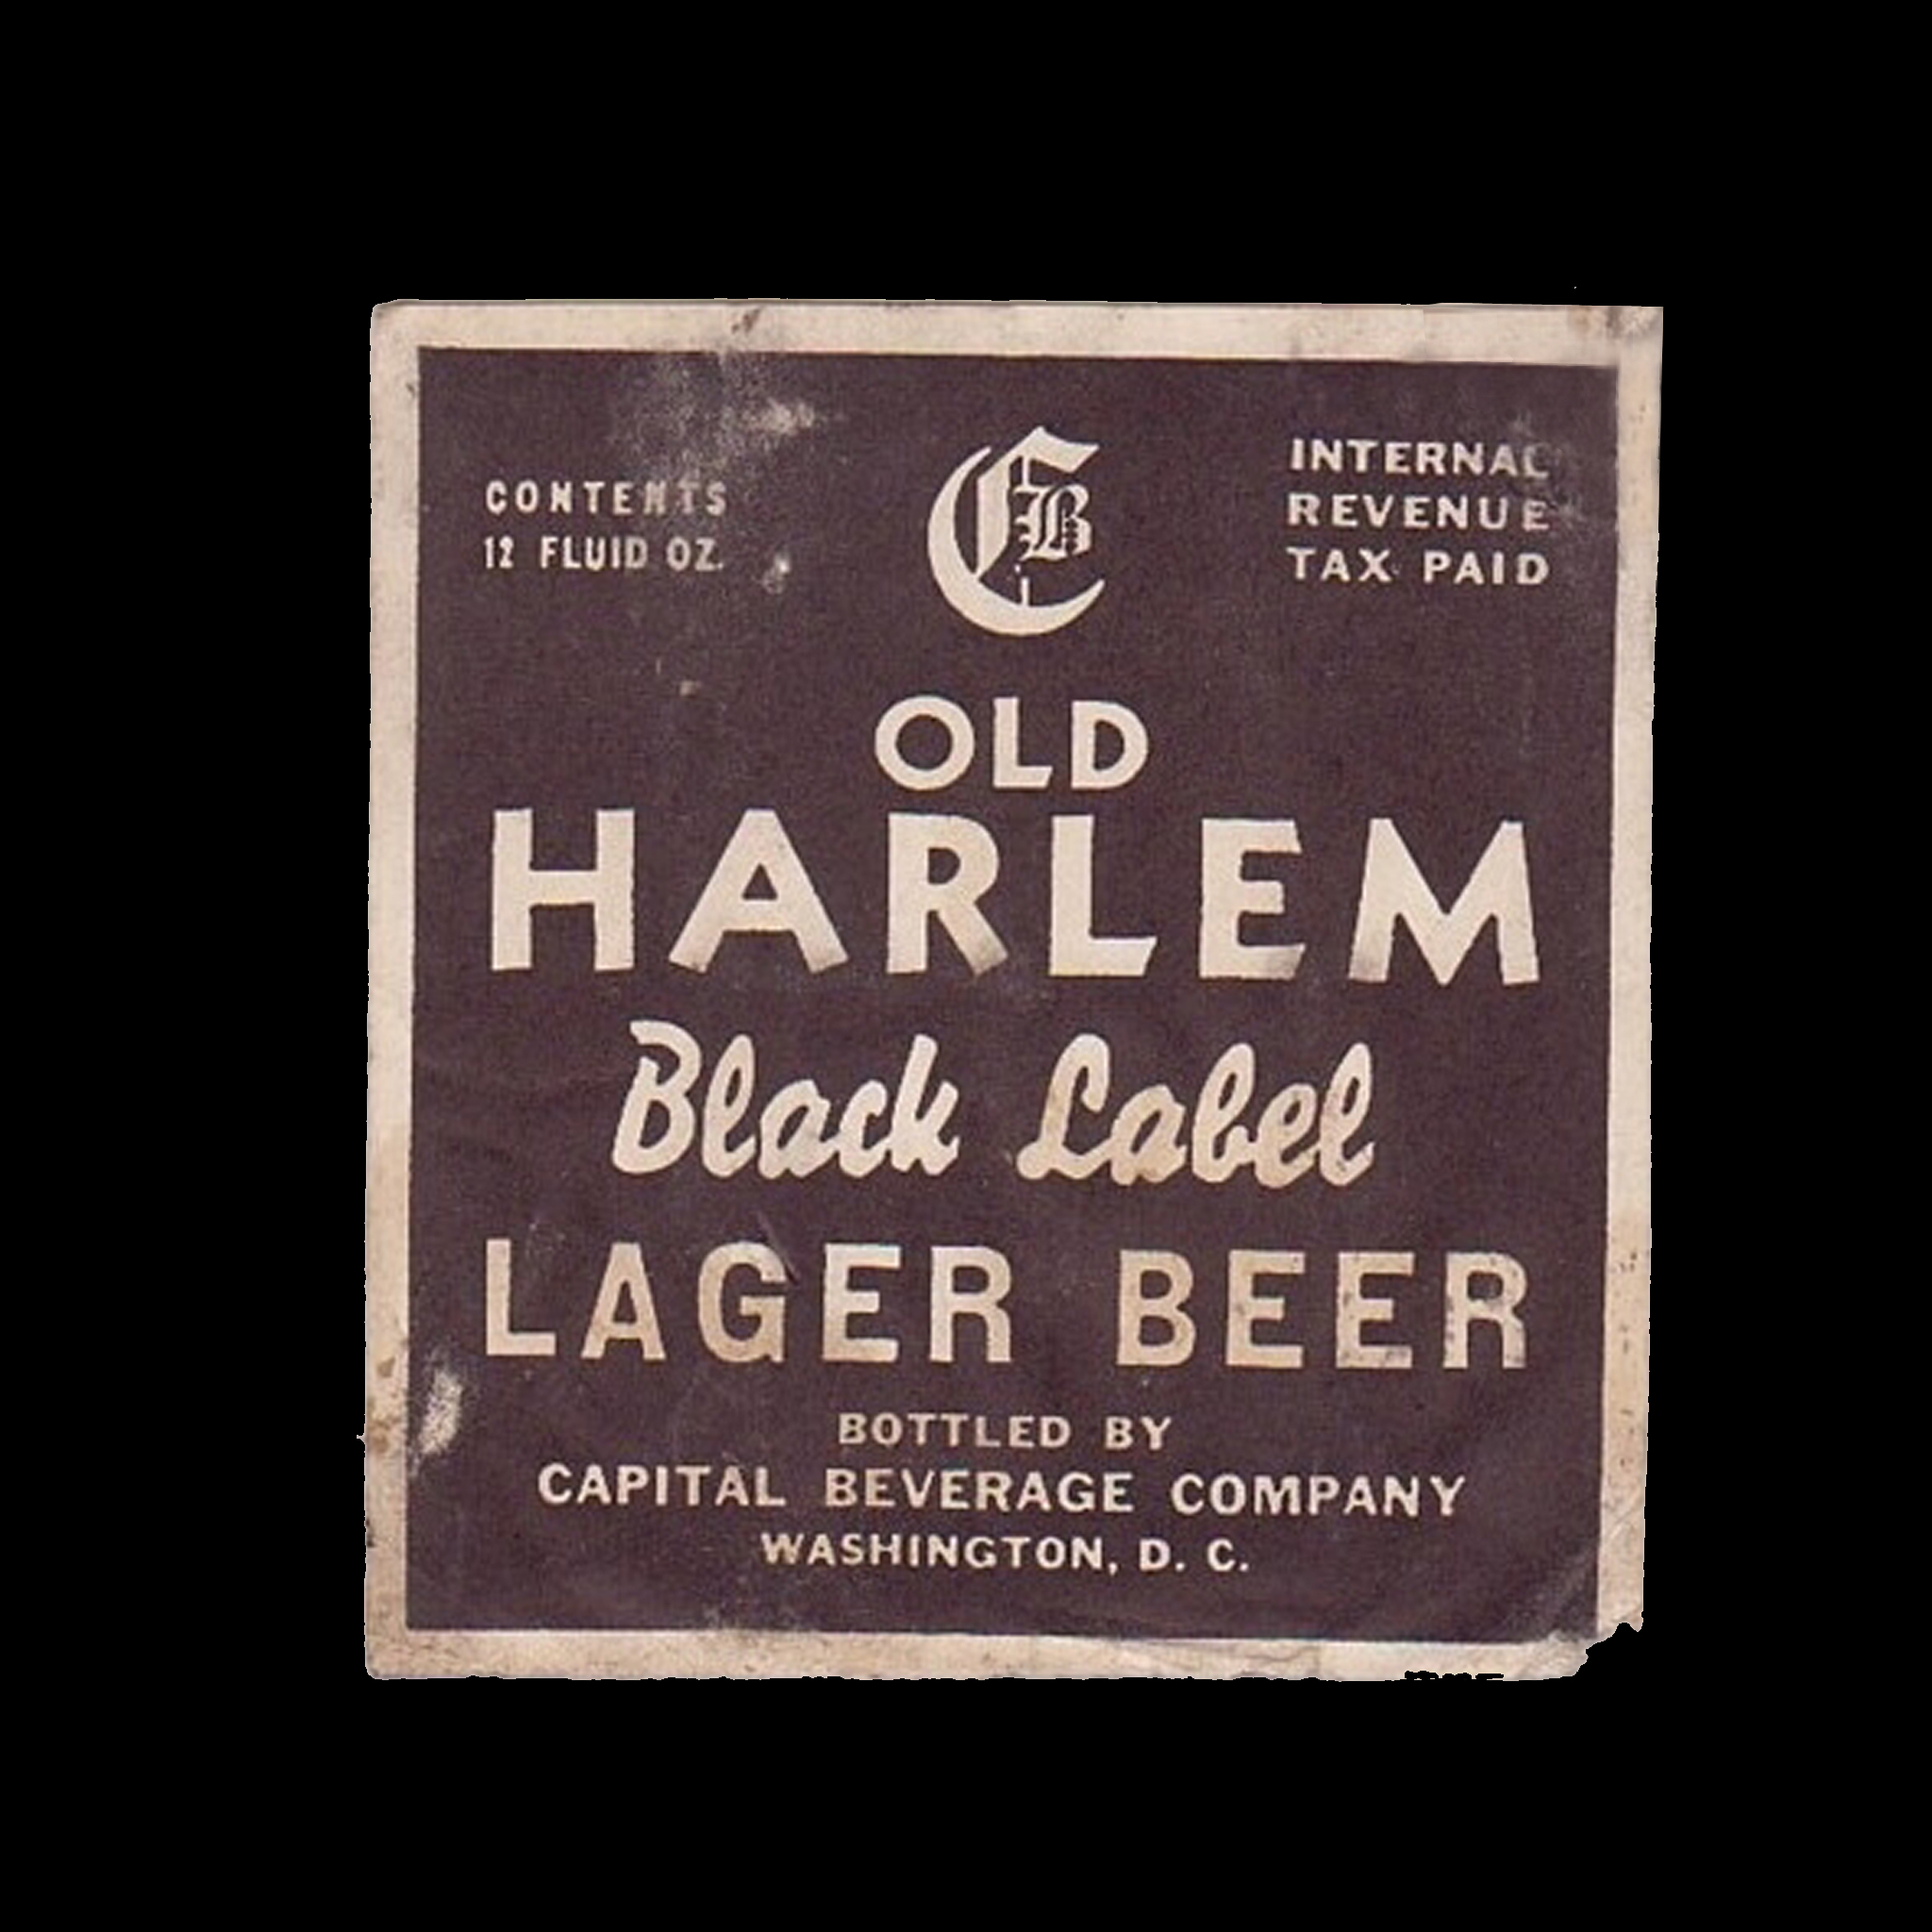 CONTENTS
12 FLUID OZ.
CB
INTERNAL
REVENUE
TAX PAID
OLD
HARLEM
Black Label
LAGER BEER
BOTTLED BY
CAPITAL BEVERAGE COMPANY
WASHINGTON, D. C.